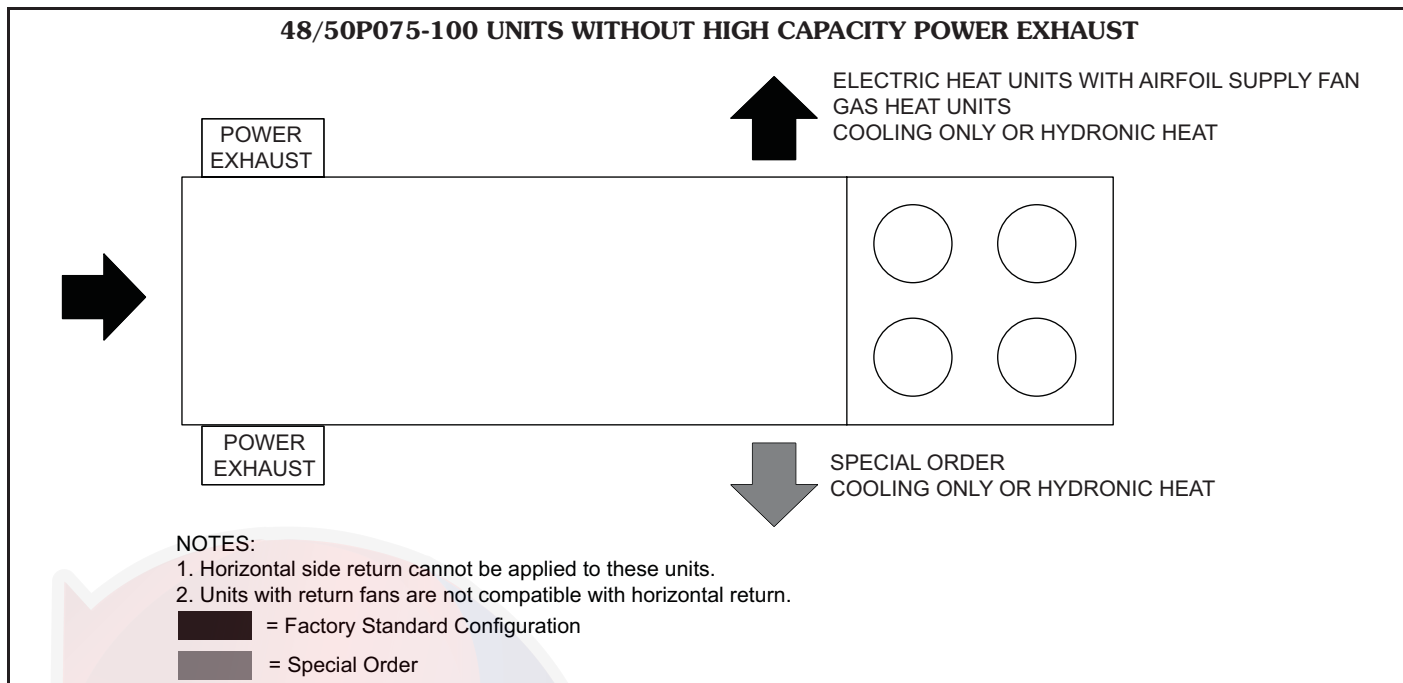 48/50P075-100 UNITS WITHOUT HIGH CAPACITY POWER EXHAUST
ELECTRIC HEAT UNITS WITH AIRFOIL SUPPLY FAN
GAS HEAT UNITS
COOLING ONLY OR HYDRONIC HEAT
POWER
EXHAUST
POWER
EXHAUST
SPECIAL ORDER
COOLING ONLY OR HYDRONIC HEAT
NOTES:
1. Horizontal side return cannot be applied to these units.
2. Units with return fans are not compatible with horizontal return.
= Factory Standard Configuration
= Special Order